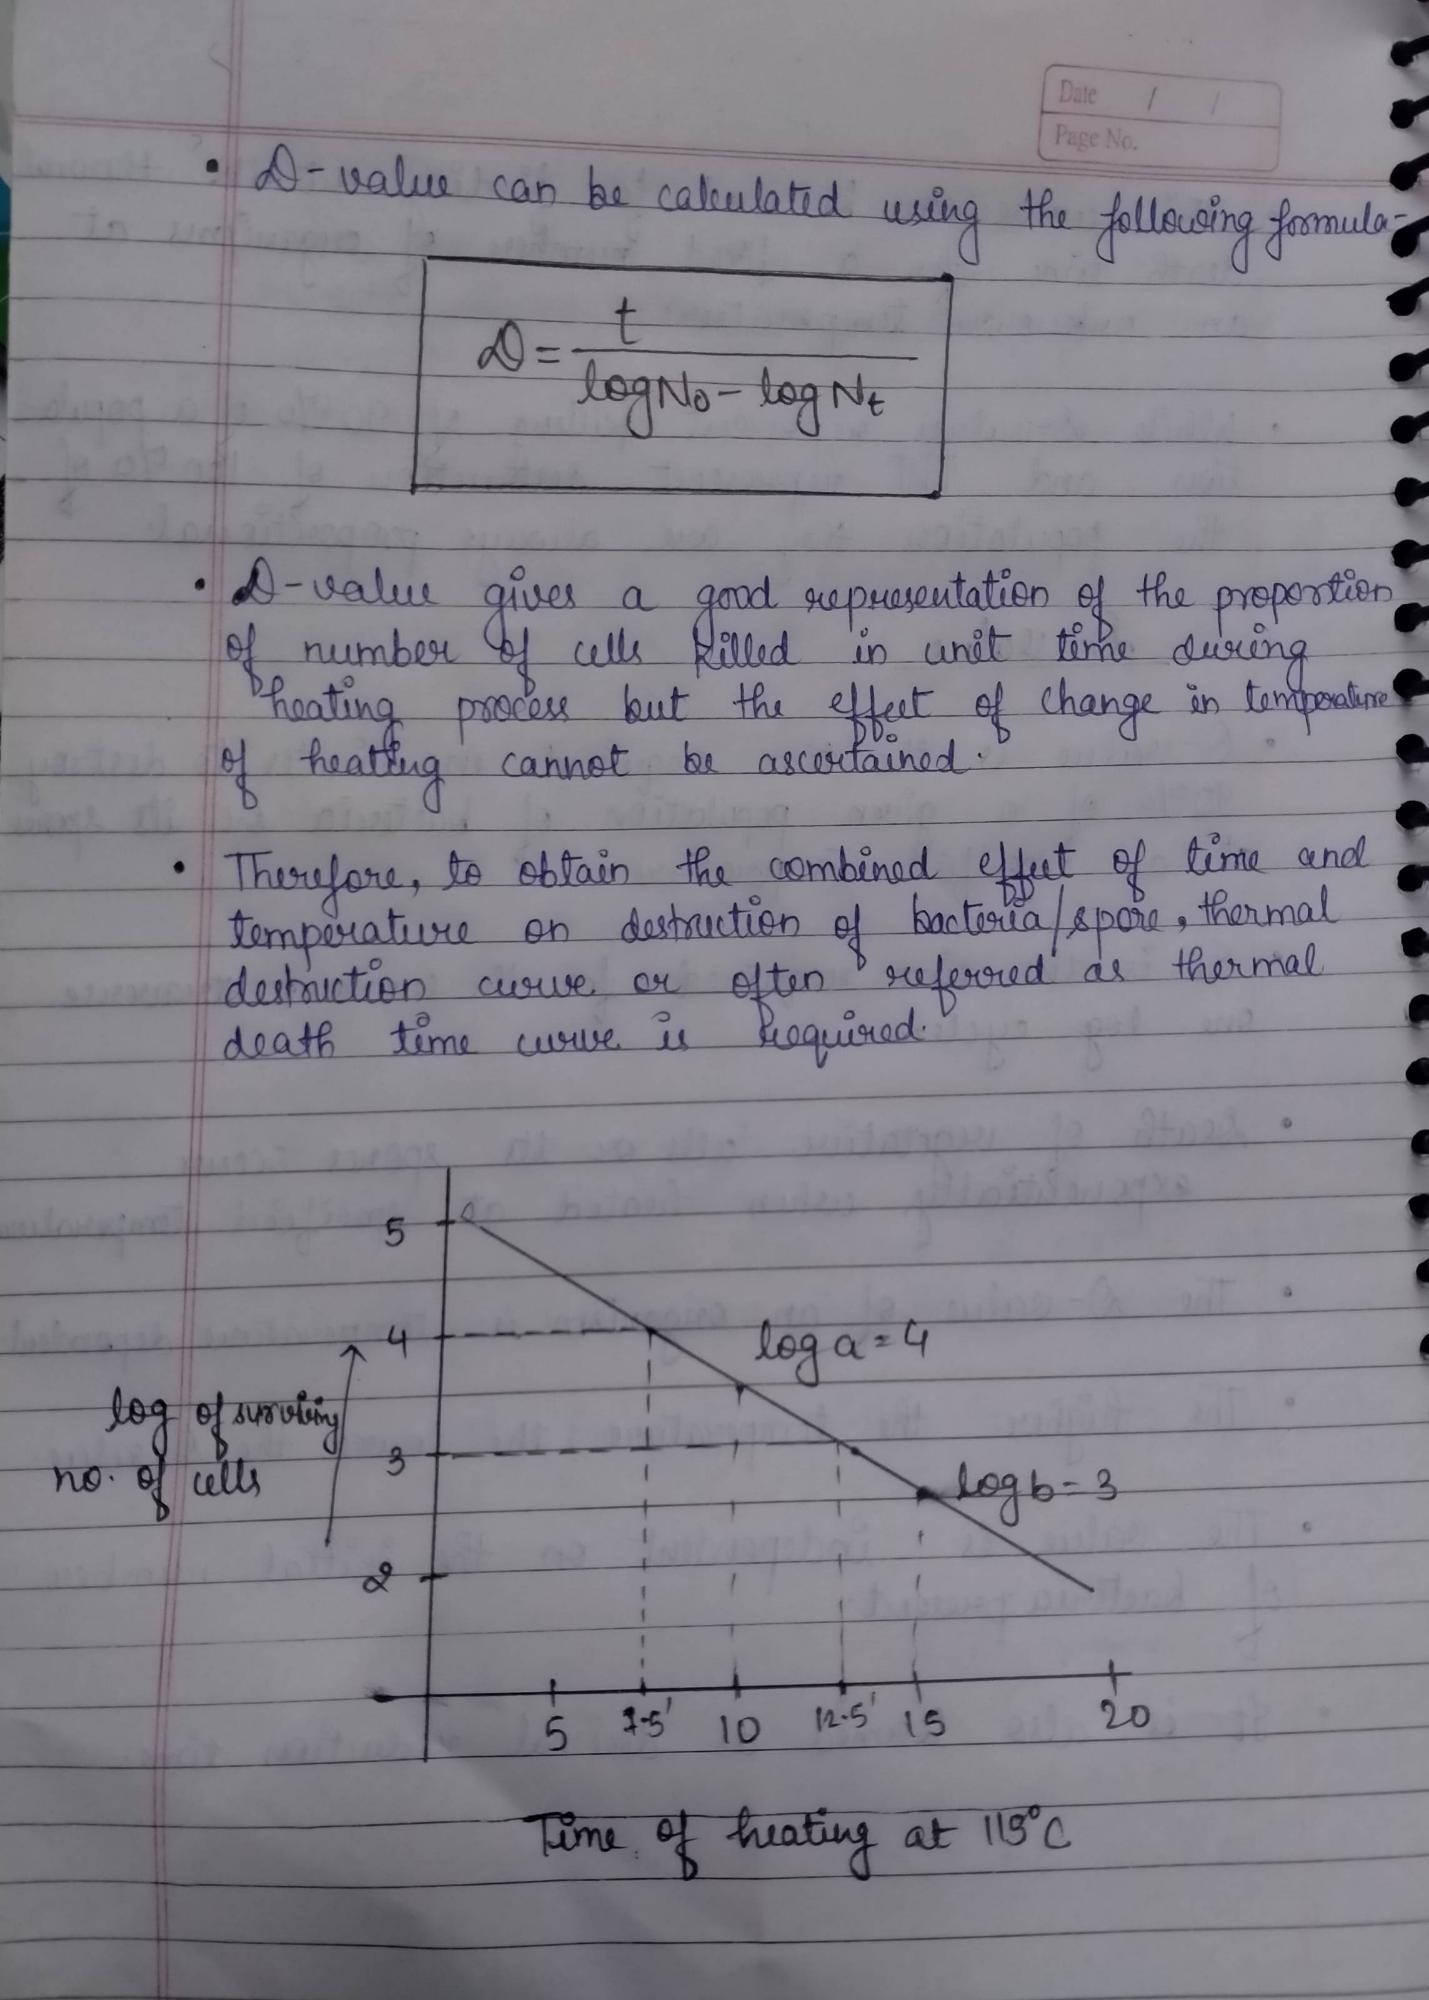 Date / /
Page No.
• D-value can be calculated using the following formula-
D = t / (log N₀ - log Nₜ)
• D-value gives a good representation of the proportion
of number of cells killed in unit time during
heating process but the effect of change in temperature
of heating cannot be ascertained.
• Therefore, to obtain the combined effect of time and
temperature on destruction of bacteria/spore, thermal
destruction curve or often referred as thermal
death time curve is required.
5
4
log a = 4
log of surviving
no. of cells
3
log b = 3
2
5 7.5' 10 12.5' 15 20
Time of heating at 115°C